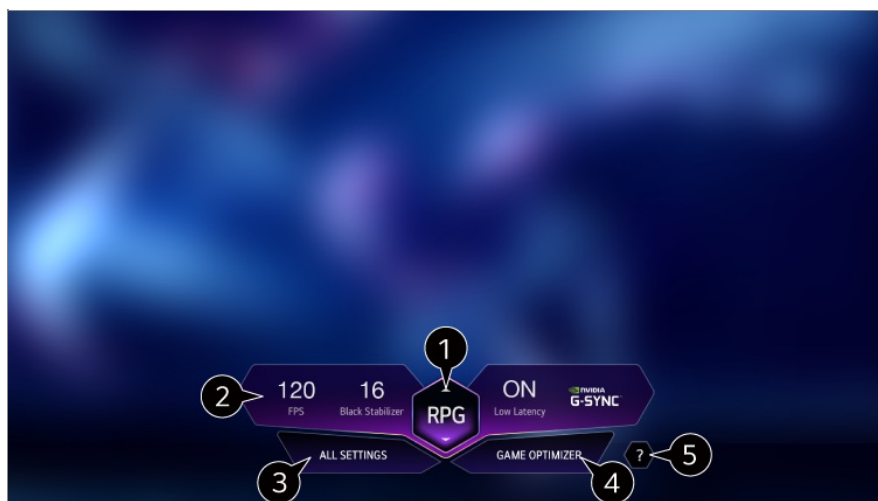 1
2
120 16 RPG ON NVIDIA G-SYNC
FPS Black Stabilizer Low Latency
ALL SETTINGS GAME OPTIMIZER ? 5
3 4